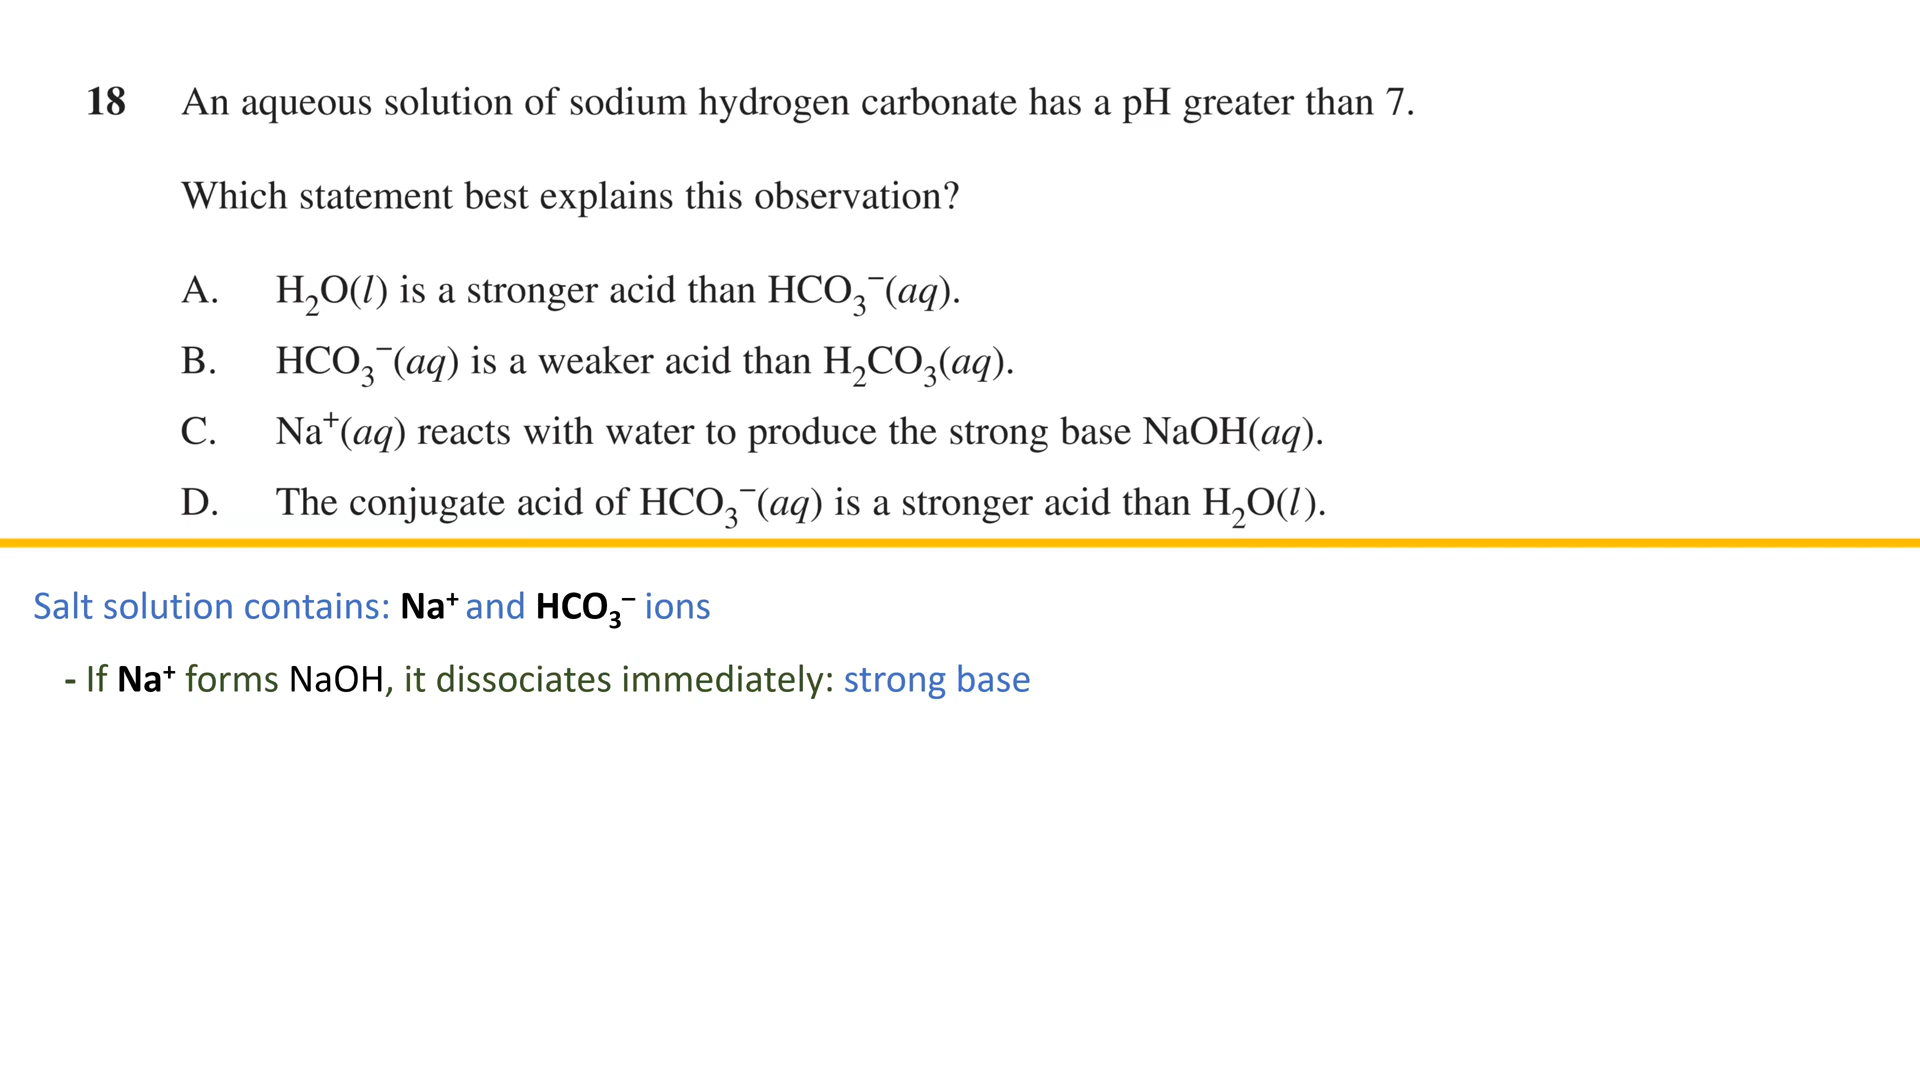 18 An aqueous solution of sodium hydrogen carbonate has a pH greater than 7.
Which statement best explains this observation?
A. H₂O(l) is a stronger acid than HCO₃⁻(aq).
B. HCO₃⁻(aq) is a weaker acid than H₂CO₃(aq).
C. Na⁺(aq) reacts with water to produce the strong base NaOH(aq).
D. The conjugate acid of HCO₃⁻(aq) is a stronger acid than H₂O(l).
Salt solution contains: Na⁺ and HCO₃⁻ ions
- If Na⁺ forms NaOH, it dissociates immediately: strong base